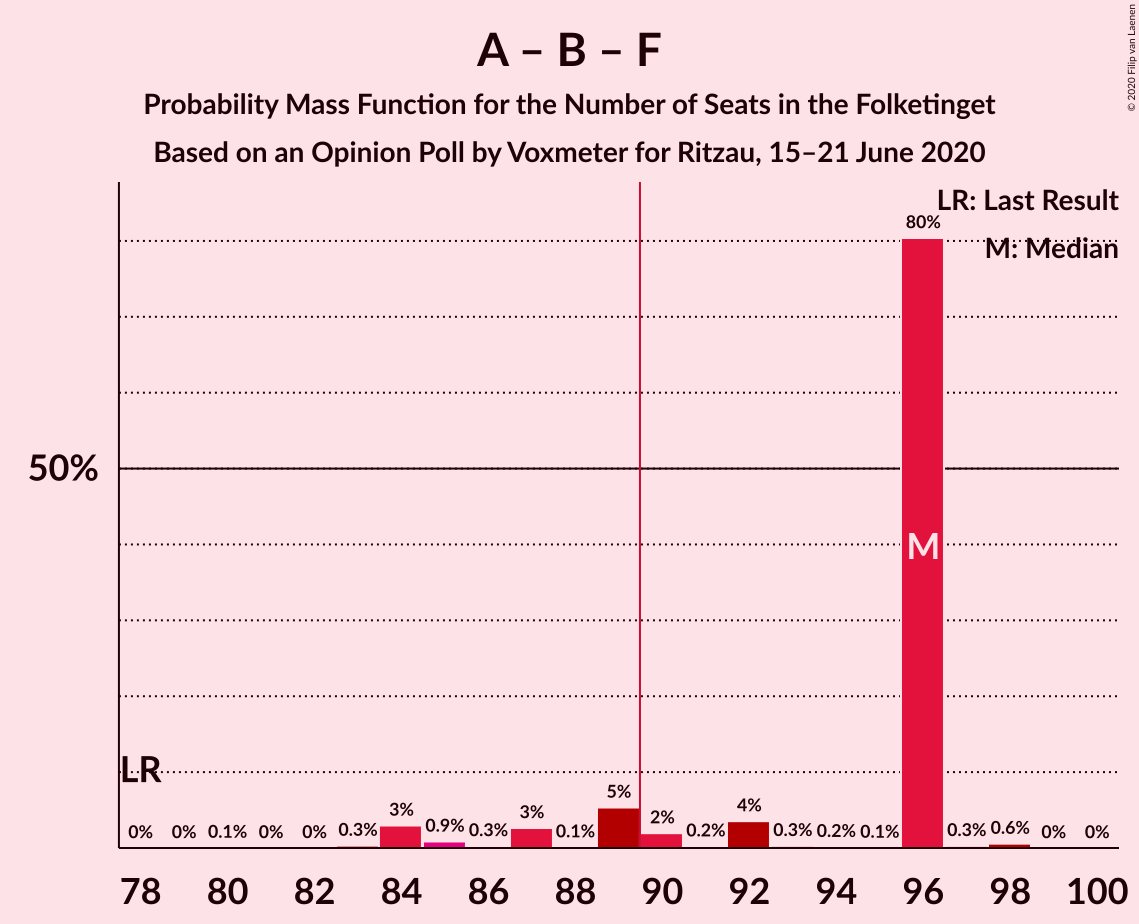 A – B – F
Probability Mass Function for the Number of Seats in the Folketinget
Based on an Opinion Poll by Voxmeter for Ritzau, 15–21 June 2020
© 2020 Filip van Laenen
LR: Last Result
M: Median
80%
50%
M
LR
0% 0% 0.1% 0% 0% 0.3% 3% 0.9% 0.3% 3% 0.1% 5% 2% 0.2% 4% 0.3% 0.2% 0.1% 0.3% 0.6% 0% 0%
78 80 82 84 86 88 90 92 94 96 98 100